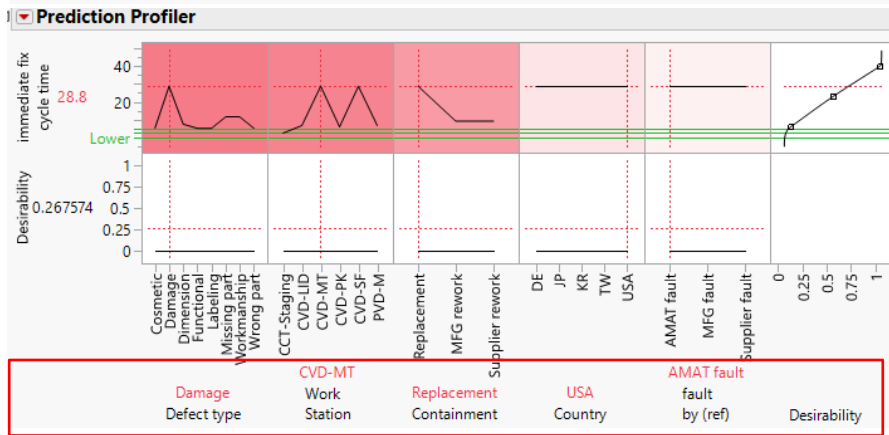 Prediction Profiler
immediate fix
cycle time
28.8
40
20
Lower
Desirability
0.267574
1
0.75
0.5
0.25
0
Cosmetic
Damage
Dimension
Functional
Labeling
Missing part
Workmanship
Wrong part
CCT-Staging
CVD-LID
CVD-MT
CVD-PK
CVD-SF
PVD-M
Replacement
MFG rework
Supplier rework
DE
JP
KR
TW
USA
AMAT fault
MFG fault
Supplier fault
0
0.25
0.5
0.75
1
Damage
Defect type
CVD-MT
Work
Station
Replacement
Containment
USA
Country
AMAT fault
fault
by (ref)
Desirability